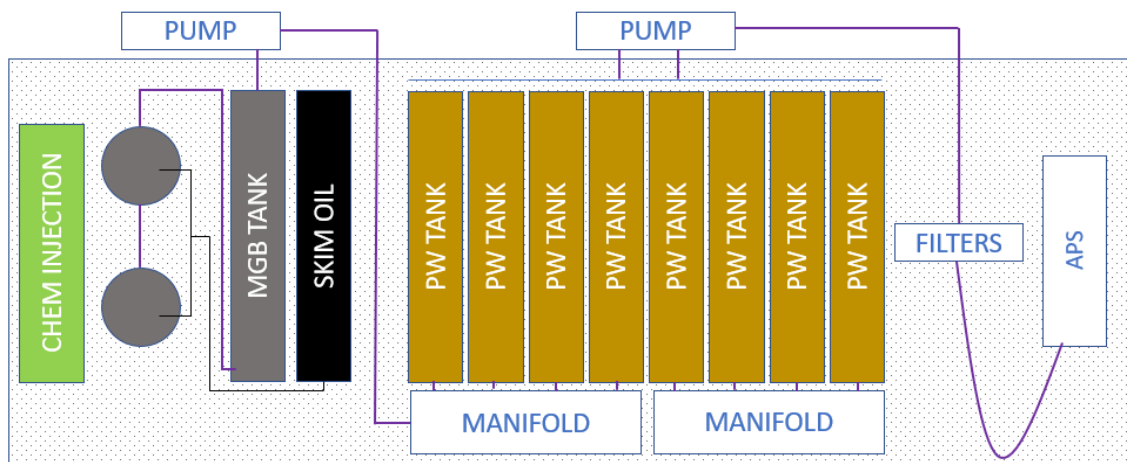 PUMP
PUMP
CHEM INJECTION
MGB TANK
SKIM OIL
PW TANK
PW TANK
PW TANK
PW TANK
PW TANK
PW TANK
PW TANK
PW TANK
FILTERS
APS
MANIFOLD
MANIFOLD